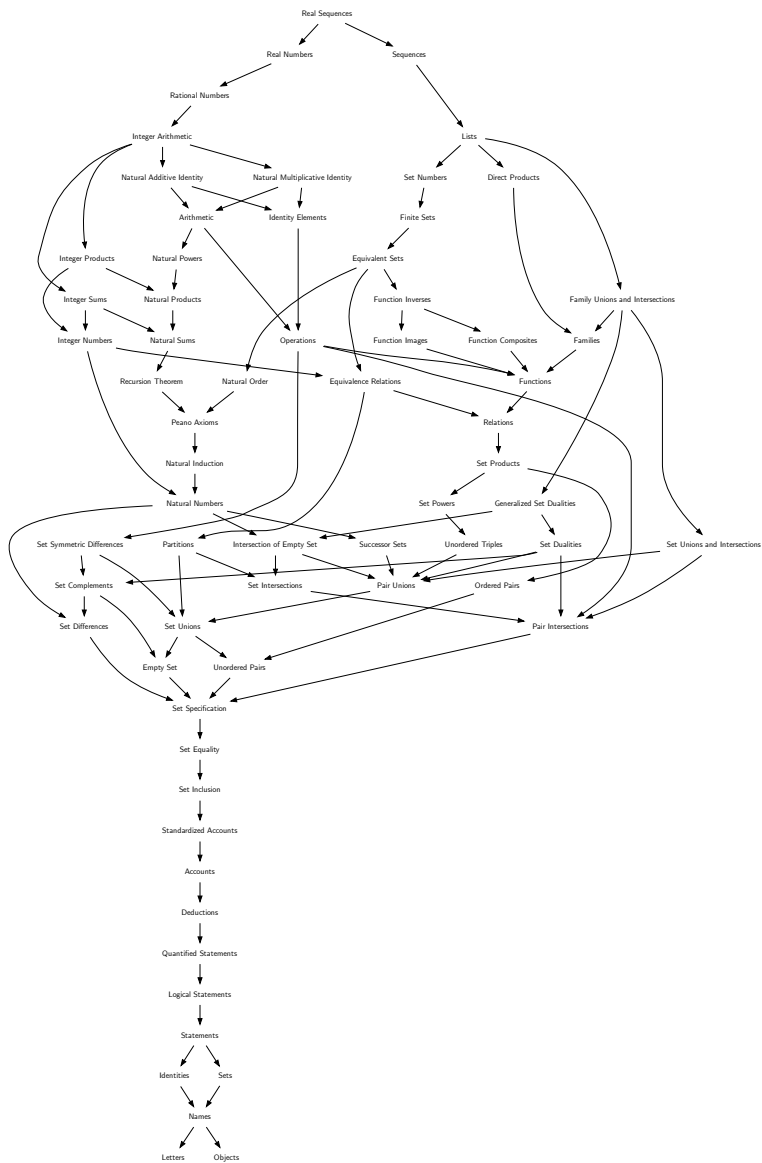 Real Sequences
Real Numbers
Sequences
Rational Numbers
Integer Arithmetic
Lists
Natural Additive Identity
Natural Multiplicative Identity
Set Numbers
Direct Products
Arithmetic
Identity Elements
Finite Sets
Integer Products
Natural Powers
Equivalent Sets
Integer Sums
Natural Products
Function Inverses
Family Unions and Intersections
Integer Numbers
Natural Sums
Operations
Function Images
Function Composites
Families
Recursion Theorem
Natural Order
Equivalence Relations
Functions
Peano Axioms
Relations
Natural Induction
Set Products
Natural Numbers
Set Powers
Generalized Set Dualities
Set Symmetric Differences
Partitions
Intersection of Empty Set
Successor Sets
Unordered Triples
Set Dualities
Set Unions and Intersections
Set Complements
Set Intersections
Pair Unions
Ordered Pairs
Set Differences
Set Unions
Pair Intersections
Empty Set
Unordered Pairs
Set Specification
Set Equality
Set Inclusion
Standardized Accounts
Accounts
Deductions
Quantified Statements
Logical Statements
Statements
Identities
Sets
Names
Letters
Objects